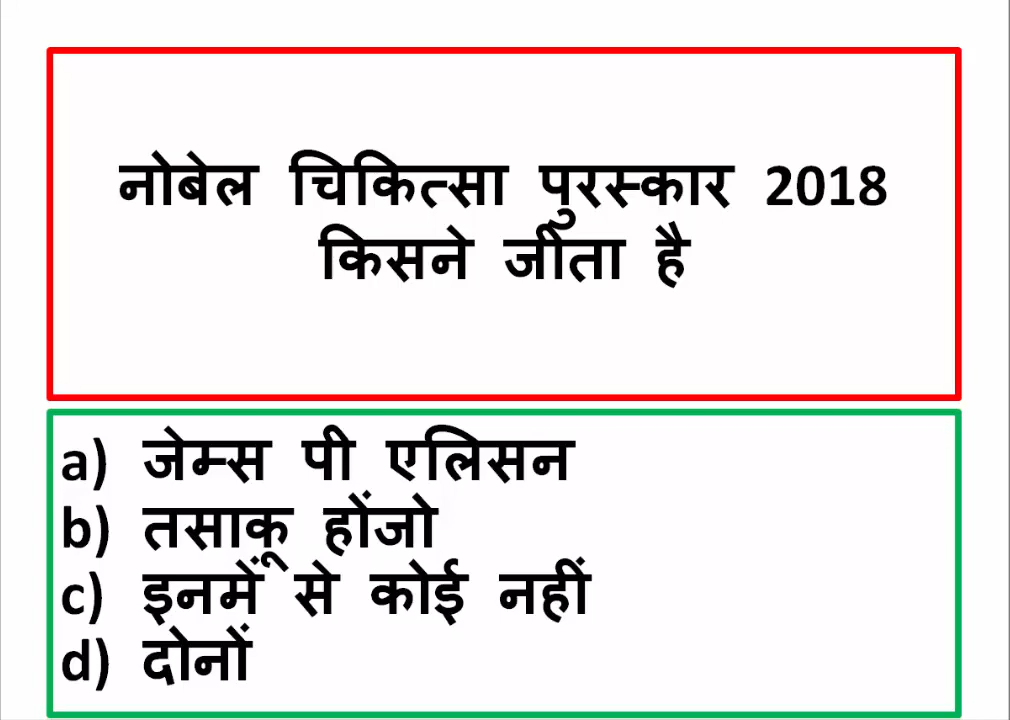 नोबेल चिकित्सा पुरस्कार 2018
किसने जीता है
a) जेम्स पी एलिसन
b) तसाकू होंजो
c) इनमें से कोई नहीं
d) दोनों